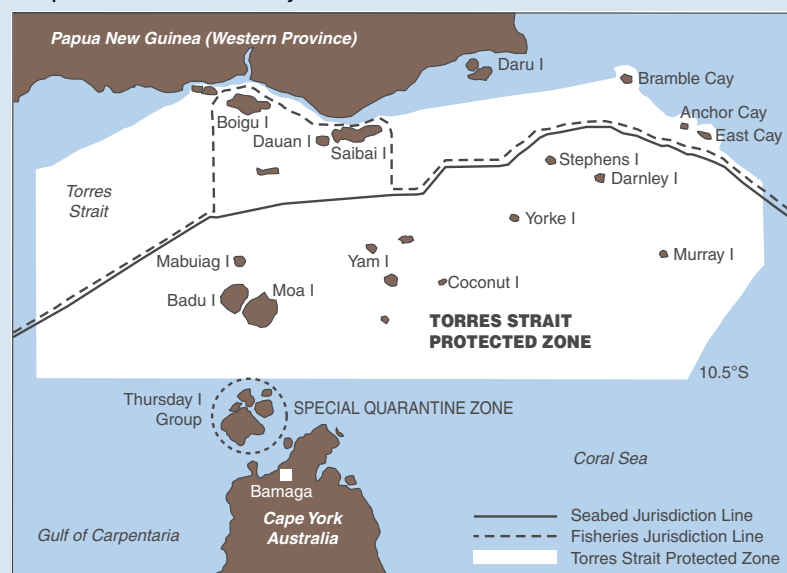 Papua New Guinea (Western Province)
Daru I
Bramble Cay
Anchor Cay
East Cay
Boigu I
Dauan I
Saibai I
Stephens I
Darnley I
Torres
Strait
Yorke I
Mabuiag I
Yam I
Murray I
Badu I
Moa I
Coconut I
TORRES STRAIT
PROTECTED ZONE
10.5°S
Thursday I
Group
SPECIAL QUARANTINE ZONE
Coral Sea
Bamaga
Cape York
Australia
Gulf of Carpentaria
Seabed Jurisdiction Line
Fisheries Jurisdiction Line
Torres Strait Protected Zone